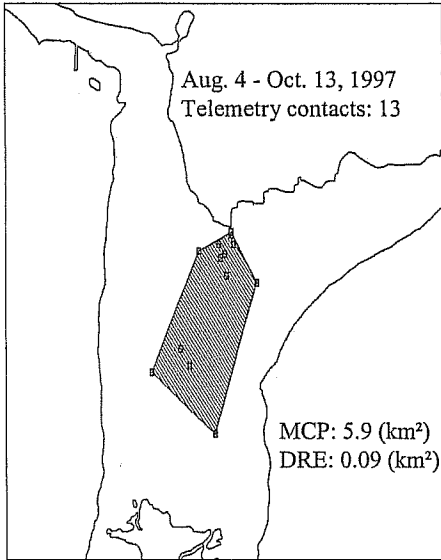 Aug. 4 - Oct. 13, 1997
Telemetry contacts: 13
MCP: 5.9 (km²)
DRE: 0.09 (km²)